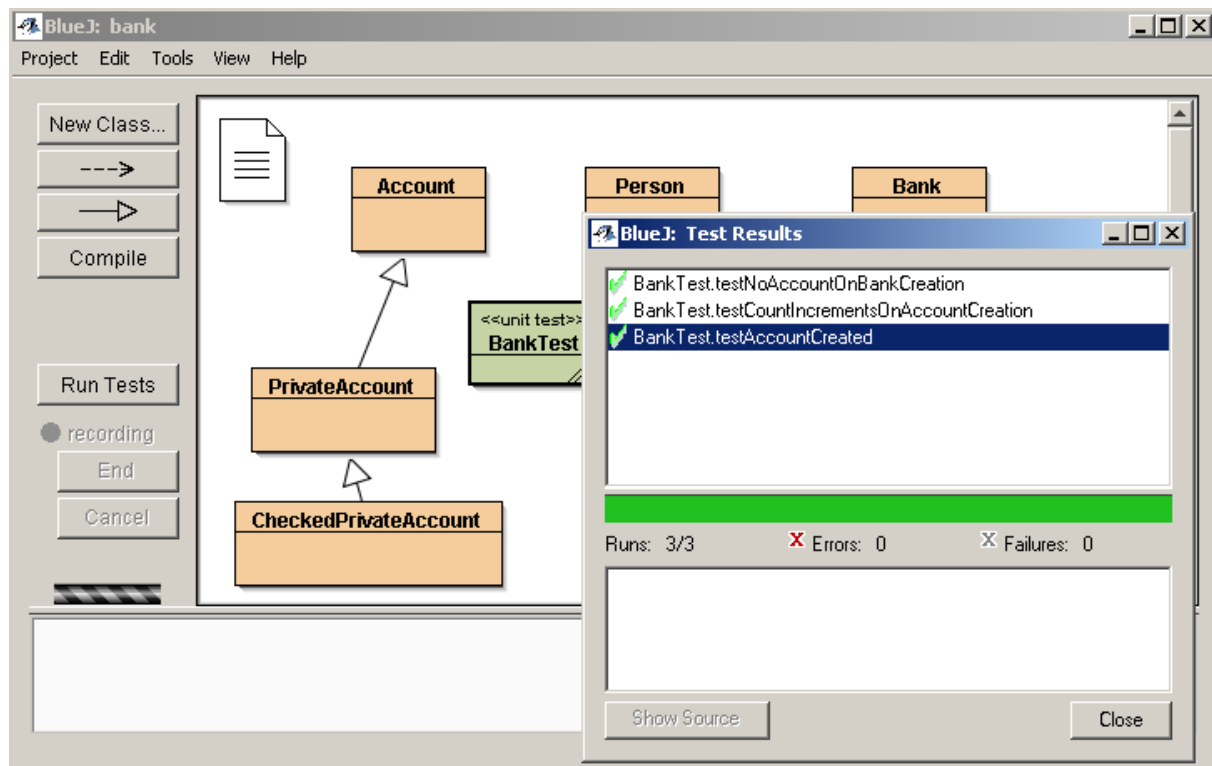 BlueJ: bank
Project Edit Tools View Help
New Class...
Compile
Run Tests
recording
End
Cancel
Account
Person
Bank
<<unit test>>
BankTest
PrivateAccount
CheckedPrivateAccount
BlueJ: Test Results
BankTest.testNoAccountOnBankCreation
BankTest.testCountIncrementsOnAccountCreation
BankTest.testAccountCreated
Runs: 3/3 X Errors: 0 X Failures: 0
Show Source Close